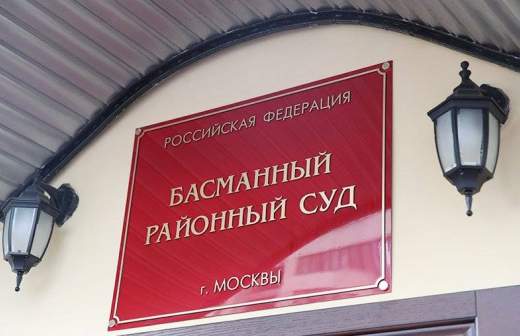 РОССИЙСКАЯ ФЕДЕРАЦИЯ
БАСМАННЫЙ
РАЙОННЫЙ СУД
г. МОСКВЫ